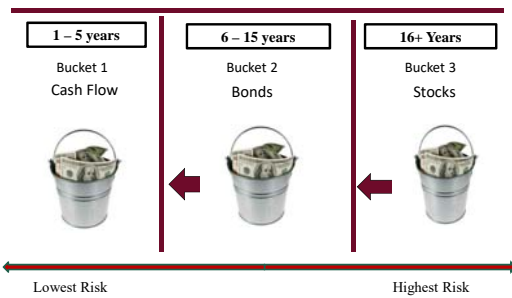 1 – 5 years
Bucket 1
Cash Flow
6 – 15 years
Bucket 2
Bonds
16+ Years
Bucket 3
Stocks
Lowest Risk
Highest Risk